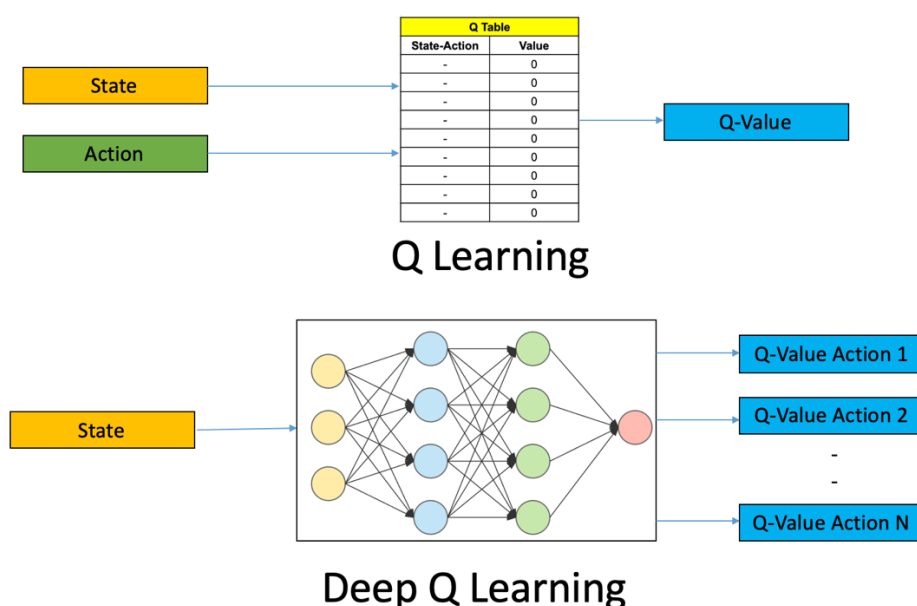 Q Table
State-Action Value
- 0
- 0
- 0
- 0
- 0
- 0
- 0
- 0
- 0
State
Action
Q-Value
Q Learning
State
Q-Value Action 1
Q-Value Action 2
-
-
Q-Value Action N
Deep Q Learning